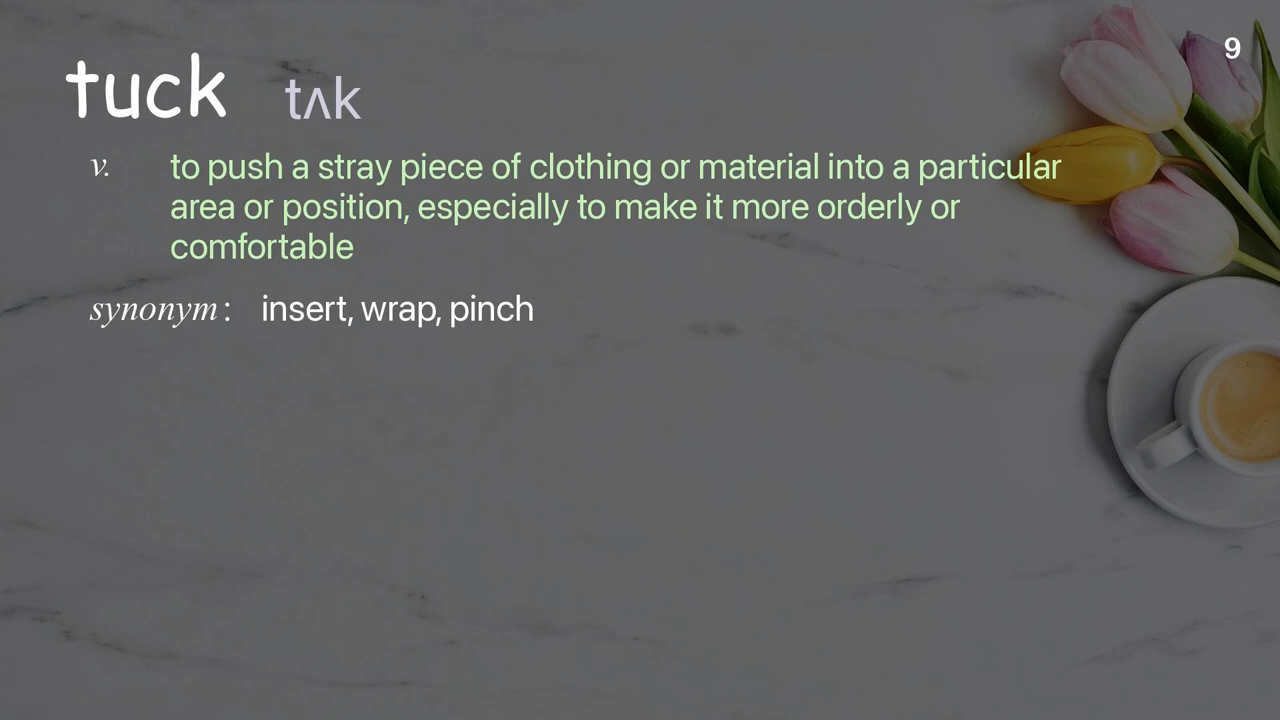 9
tuck tʌk
v. to push a stray piece of clothing or material into a particular
area or position, especially to make it more orderly or
comfortable
synonym: insert, wrap, pinch